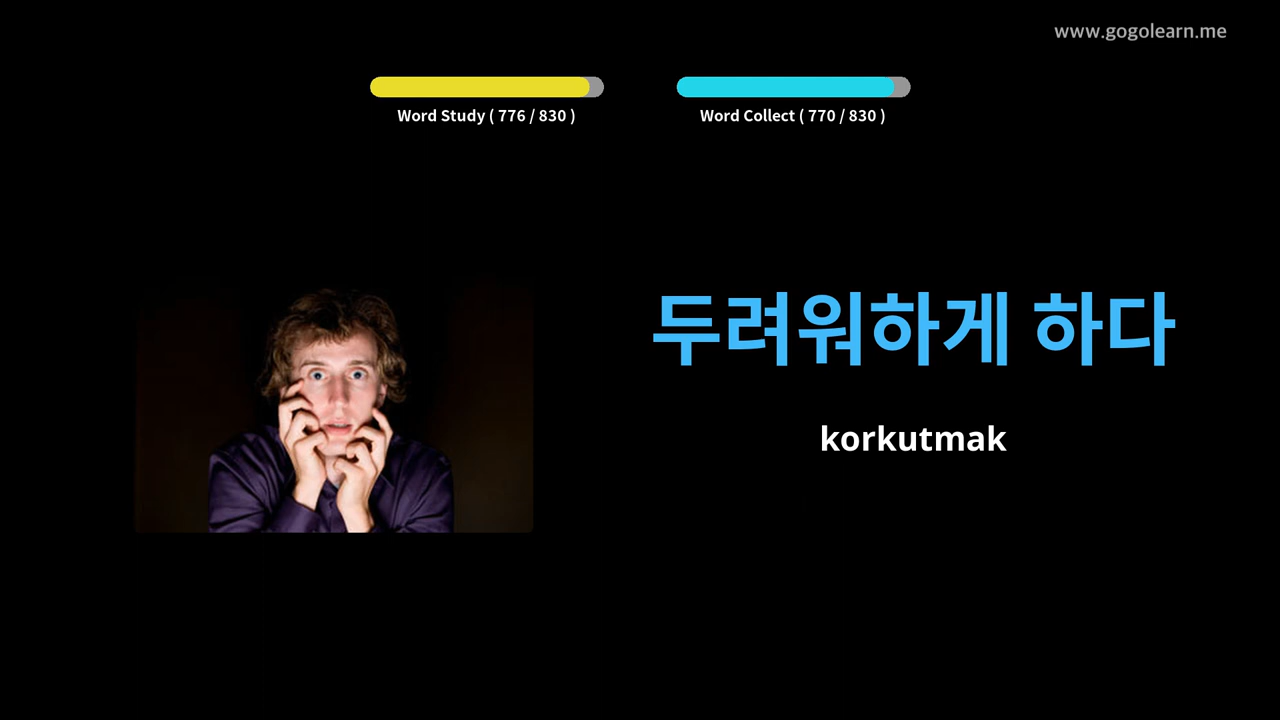 www.gogolearn.me
Word Study ( 776 / 830 )
Word Collect ( 770 / 830 )
두려워하게 하다
korkutmak